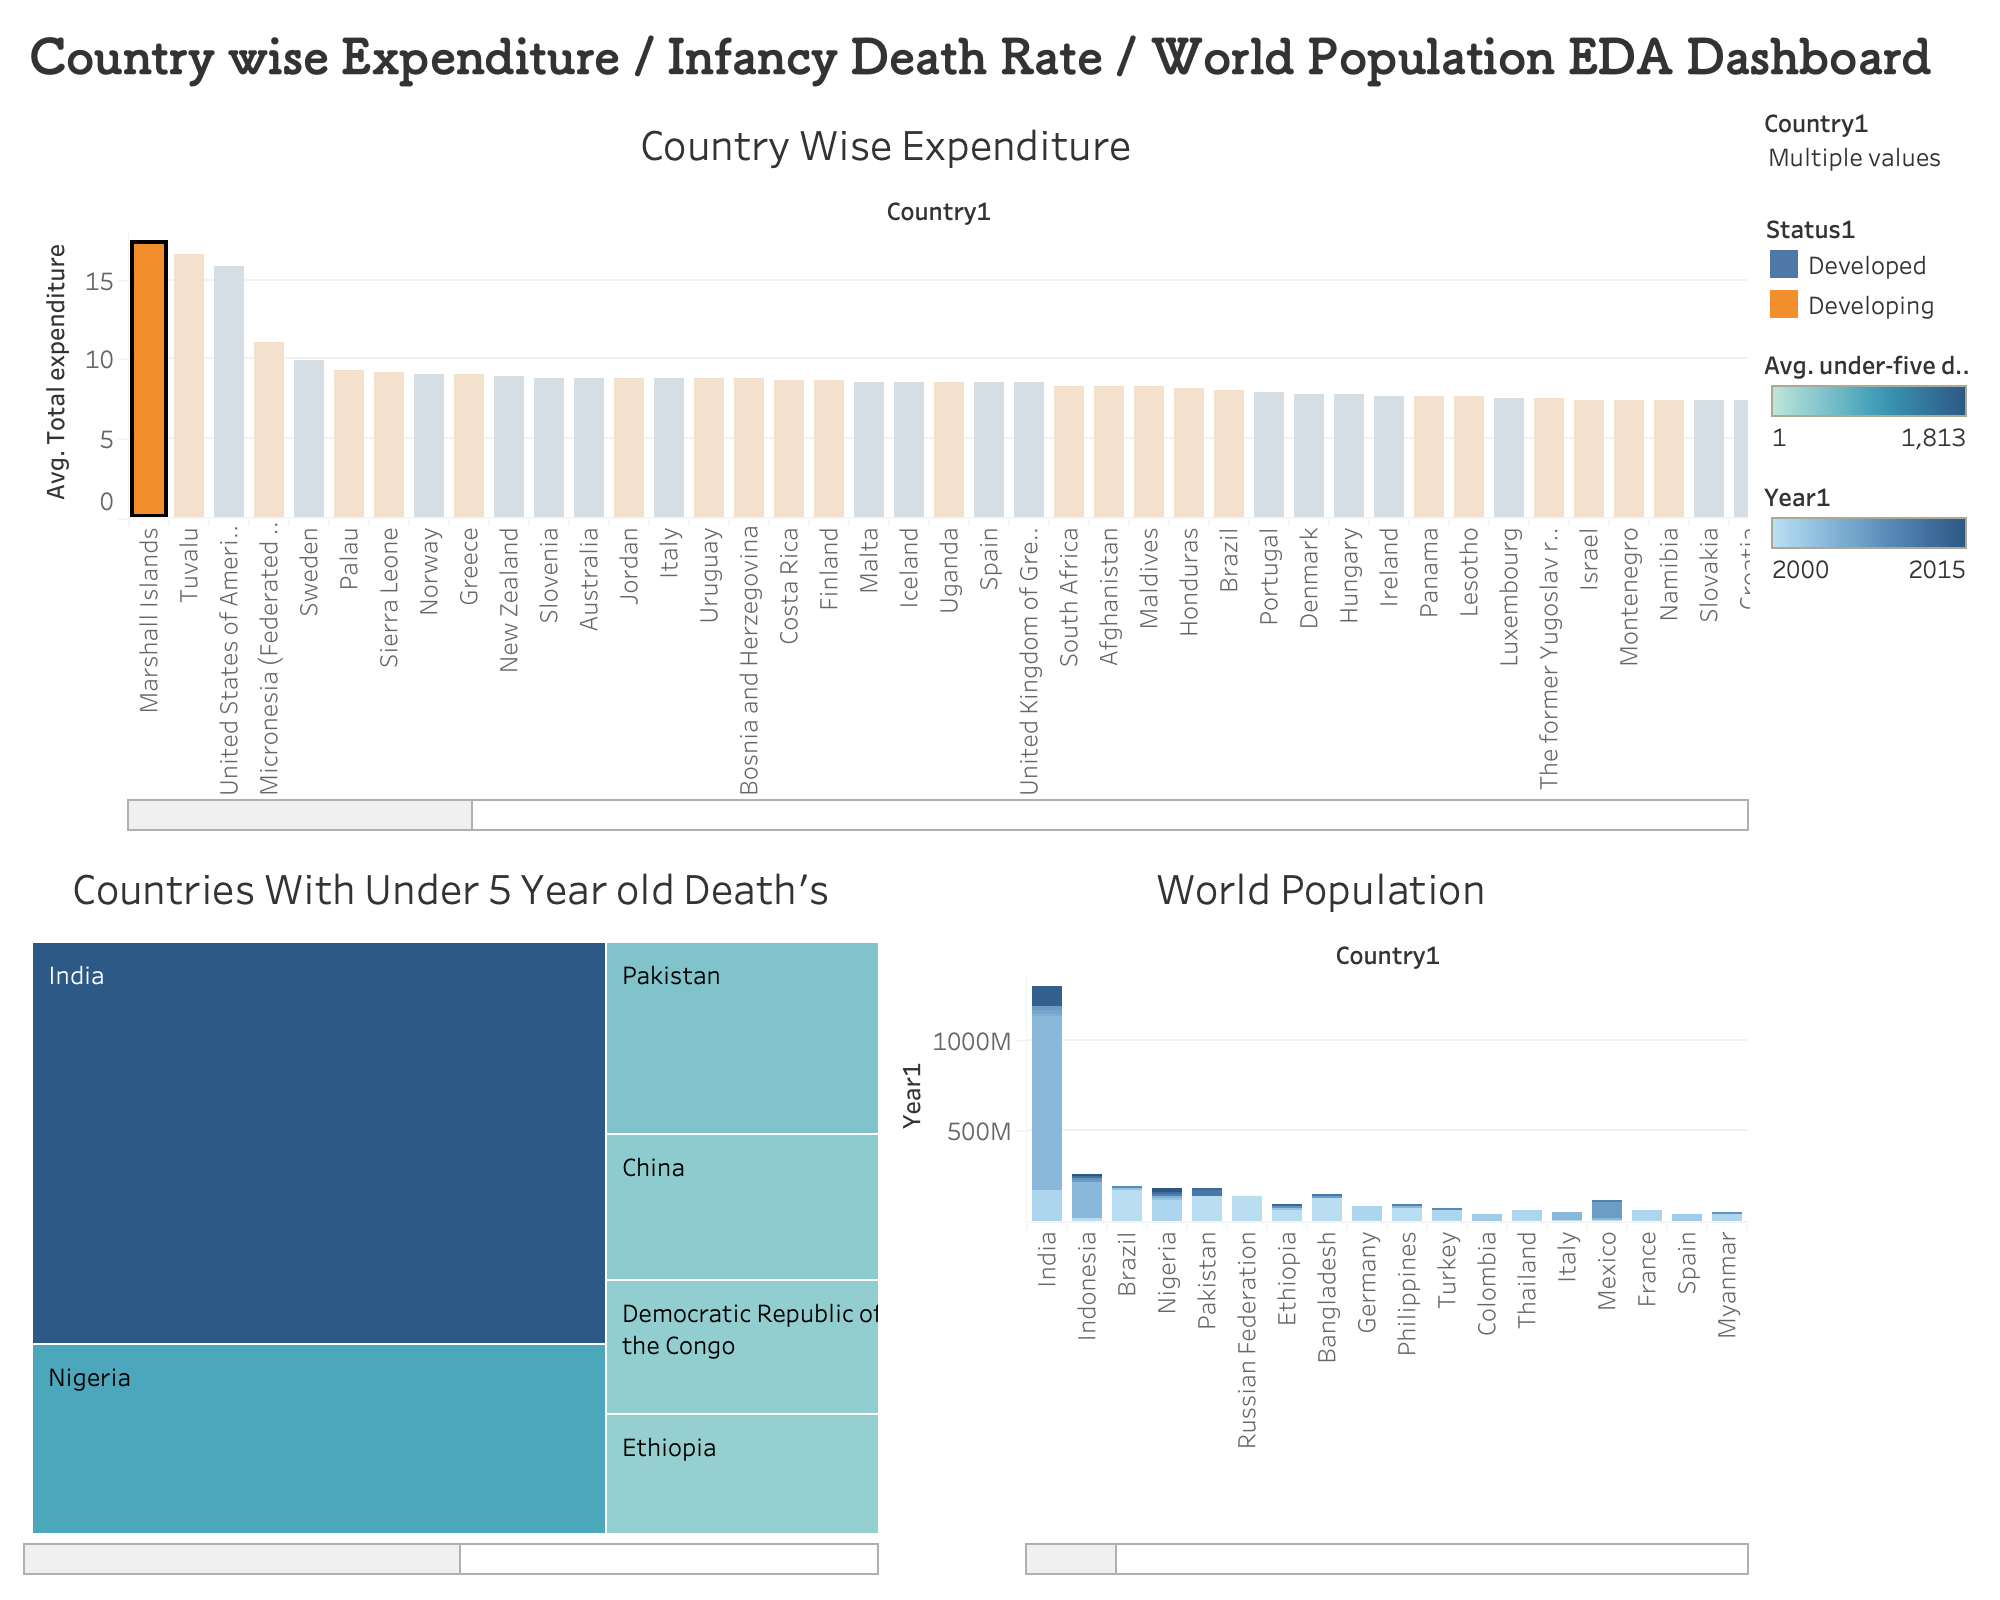 Country wise Expenditure / Infancy Death Rate / World Population EDA Dashboard
Country Wise Expenditure
Country1
Avg. Total expenditure
15
10
5
0
Marshall Islands
Tuvalu
United States of Ameri..
Micronesia (Federated ..
Sweden
Palau
Sierra Leone
Norway
Greece
New Zealand
Slovenia
Australia
Jordan
Italy
Uruguay
Bosnia and Herzegovina
Costa Rica
Finland
Malta
Iceland
Uganda
Spain
United Kingdom of Gre..
South Africa
Afghanistan
Maldives
Honduras
Brazil
Portugal
Denmark
Hungary
Ireland
Panama
Lesotho
Luxembourg
The former Yugoslav r..
Israel
Montenegro
Namibia
Slovakia
Croatia
Country1
Multiple values
Status1
Developed
Developing
Avg. under-five d..
1 1,813
Year1
2000 2015
Countries With Under 5 Year old Death's
India
Nigeria
Pakistan
China
Democratic Republic of
the Congo
Ethiopia
World Population
Country1
Year1
1000M
500M
India
Indonesia
Brazil
Nigeria
Pakistan
Russian Federation
Ethiopia
Bangladesh
Germany
Philippines
Turkey
Colombia
Thailand
Italy
Mexico
France
Spain
Myanmar